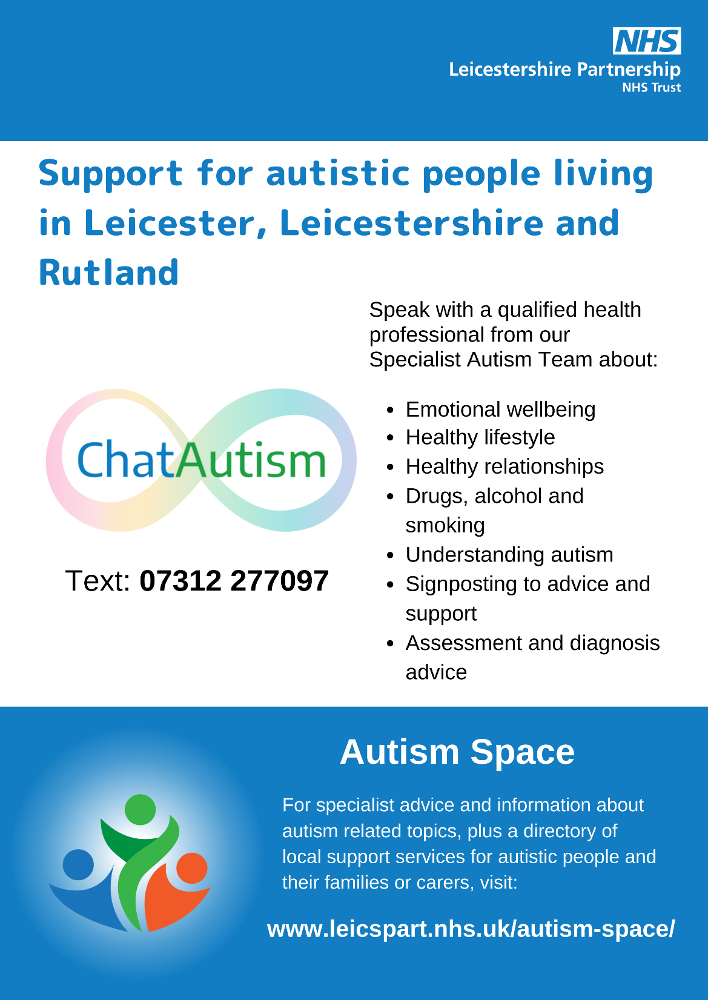 NHS
Leicestershire Partnership
NHS Trust
Support for autistic people living
in Leicester, Leicestershire and
Rutland
Speak with a qualified health
professional from our
Specialist Autism Team about:
• Emotional wellbeing
• Healthy lifestyle
• Healthy relationships
• Drugs, alcohol and
smoking
• Understanding autism
• Signposting to advice and
support
• Assessment and diagnosis
advice
ChatAutism
Text: 07312 277097
Autism Space
For specialist advice and information about
autism related topics, plus a directory of
local support services for autistic people and
their families or carers, visit:
www.leicspart.nhs.uk/autism-space/